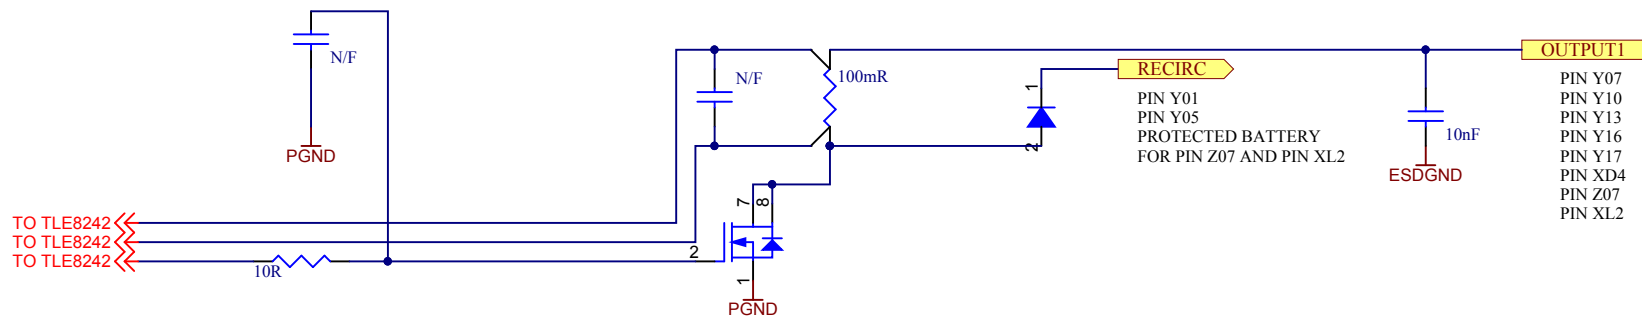 N/F
PGND
N/F
100mR
1
2
RECIRC
PIN Y01
PIN Y05
PROTECTED BATTERY
FOR PIN Z07 AND PIN XL2
10nF
ESDGND
OUTPUT1
PIN Y07
PIN Y10
PIN Y13
PIN Y16
PIN Y17
PIN XD4
PIN Z07
PIN XL2
TO TLE8242
TO TLE8242
TO TLE8242
10R
7
8
2
1
PGND